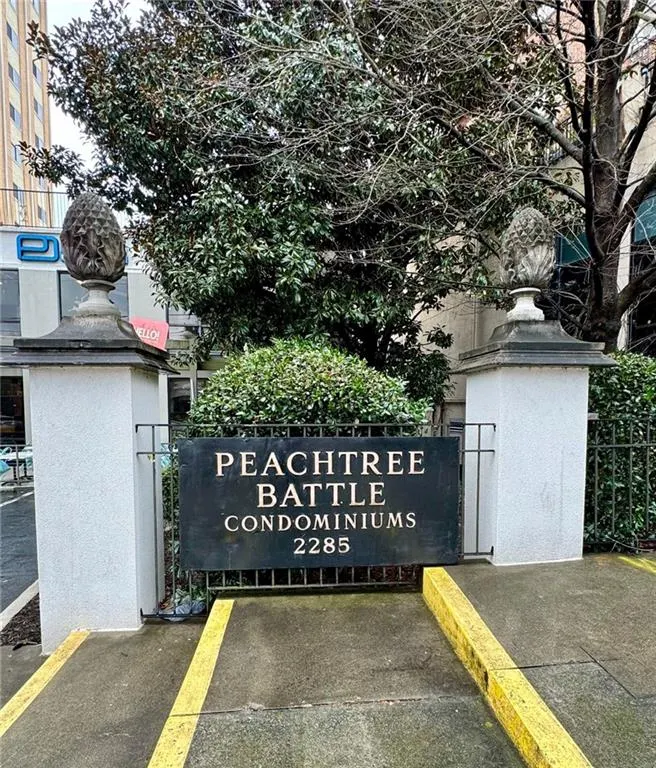 HELLO!
PEACHTREE
BATTLE
CONDOMINIUMS
2285